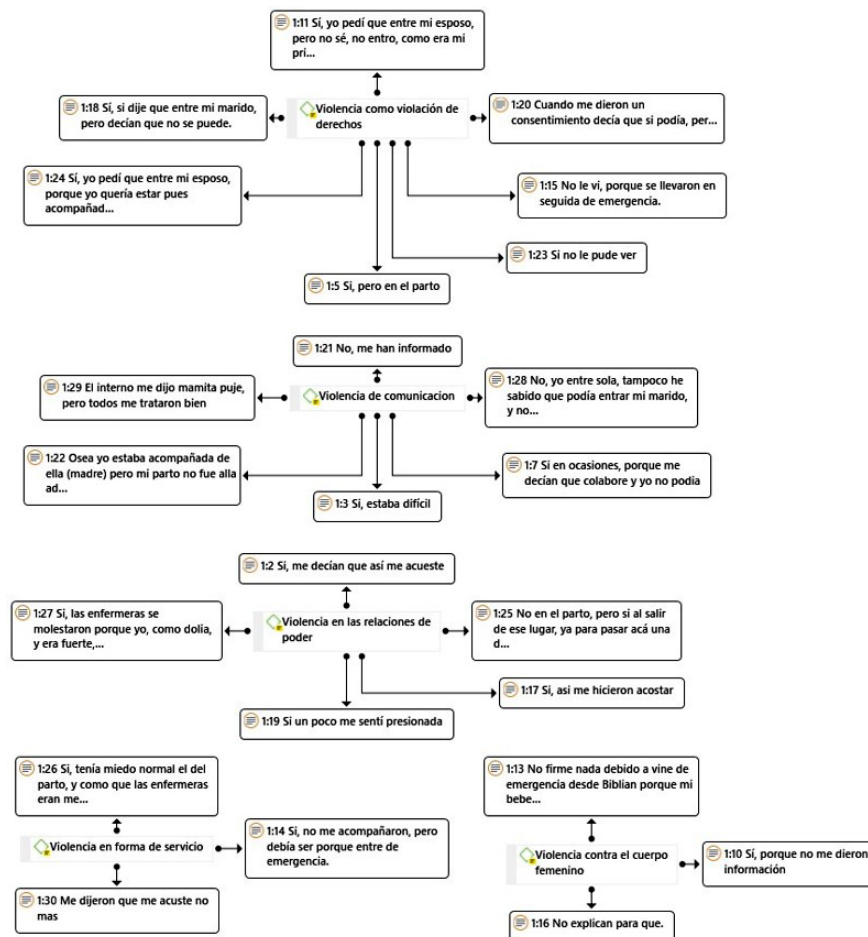 1:11 Sí, yo pedí que entre mi esposo,
pero no sé, no entro, como era mi
pri...
1:18 Sí, si dije que entre mi marido,
pero decían que no se puede.
Violencia como violación de
derechos
1:20 Cuando me dieron un
consentimiento decía que si podía, per...
1:24 Sí, yo pedí que entre mi esposo,
porque yo quería estar pues
acompañad...
1:15 No le vi, porque se llevaron en
seguida de emergencia.
1:23 Si no le pude ver
1:5 Si, pero en el parto
1:21 No, me han informado
1:29 El interno me dijo mamita puje,
pero todos me trataron bien
Violencia de comunicacion
1:28 No, yo entre sola, tampoco he
sabido que podía entrar mi marido,
y no...
1:22 Osea yo estaba acompañada de
ella (madre) pero mi parto no fue alla
ad...
1:7 Si en ocasiones, porque me
decían que colabore y yo no podia
1:3 Si, estaba difícil
1:2 Si, me decían que así me acueste
1:27 Si, las enfermeras se
molestaron porque yo, como dolía,
y era fuerte,...
Violencia en las relaciones de
poder
1:25 No en el parto, pero si al salir
de ese lugar, ya para pasar acá una
d...
1:17 Si, asi me hicieron acostar
1:19 Si un poco me sentí presionada
1:26 Si, tenía miedo normal el del
parto, y como que las enfermeras
eran me...
Violencia en forma de servicio
1:14 Si, no me acompañaron, pero
debía ser porque entre de
emergencia.
1:30 Me dijeron que me acuste no
mas
1:13 No firme nada debido a vine de
emergencia desde Biblian porque mi
bebe...
Violencia contra el cuerpo
femenino
1:10 Sí, porque no me dieron
información
1:16 No explican para que.